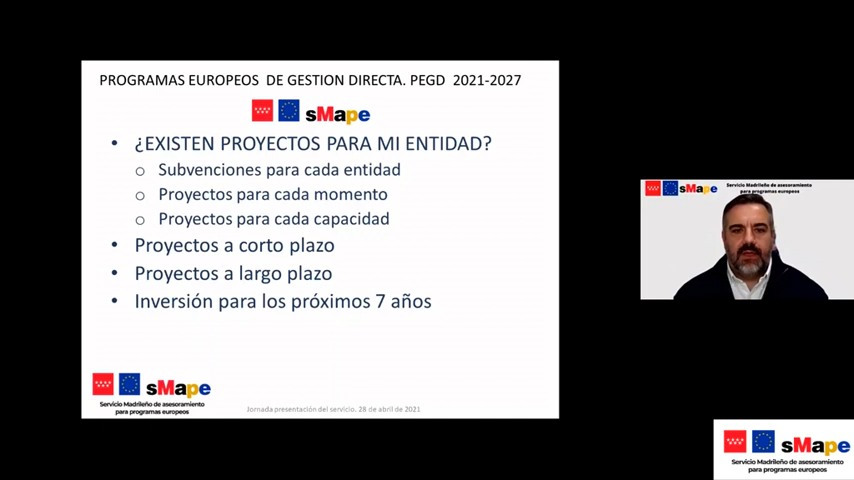 PROGRAMAS EUROPEOS DE GESTION DIRECTA. PEGD 2021-2027
sMape
• ¿EXISTEN PROYECTOS PARA MI ENTIDAD?
o Subvenciones para cada entidad
o Proyectos para cada momento
o Proyectos para cada capacidad
• Proyectos a corto plazo
• Proyectos a largo plazo
• Inversión para los próximos 7 años
sMape
Servicio Madrileño de asesoramiento
para programas europeos
Jornada presentación del servicio. 28 de abril de 2021
sMape
Servicio Madrileño de asesoramiento
para programas europeos
sMape
Servicio Madrileño de asesoramiento
para programas europeos